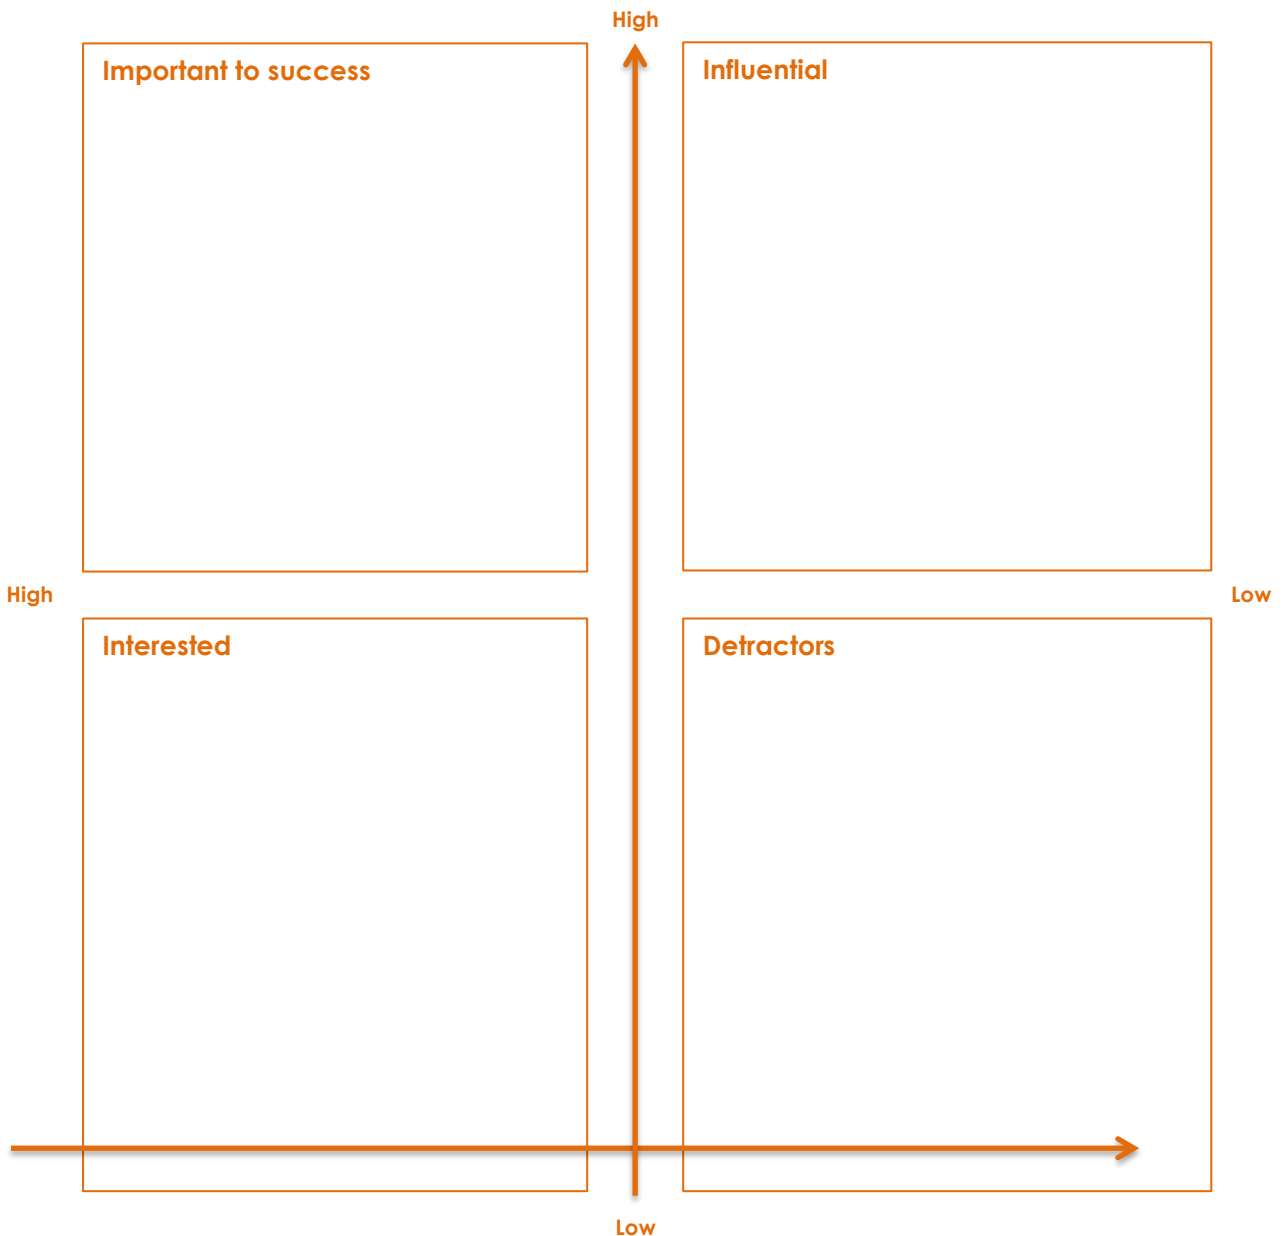 High
Important to success
Influential
High
Low
Interested
Detractors
Low